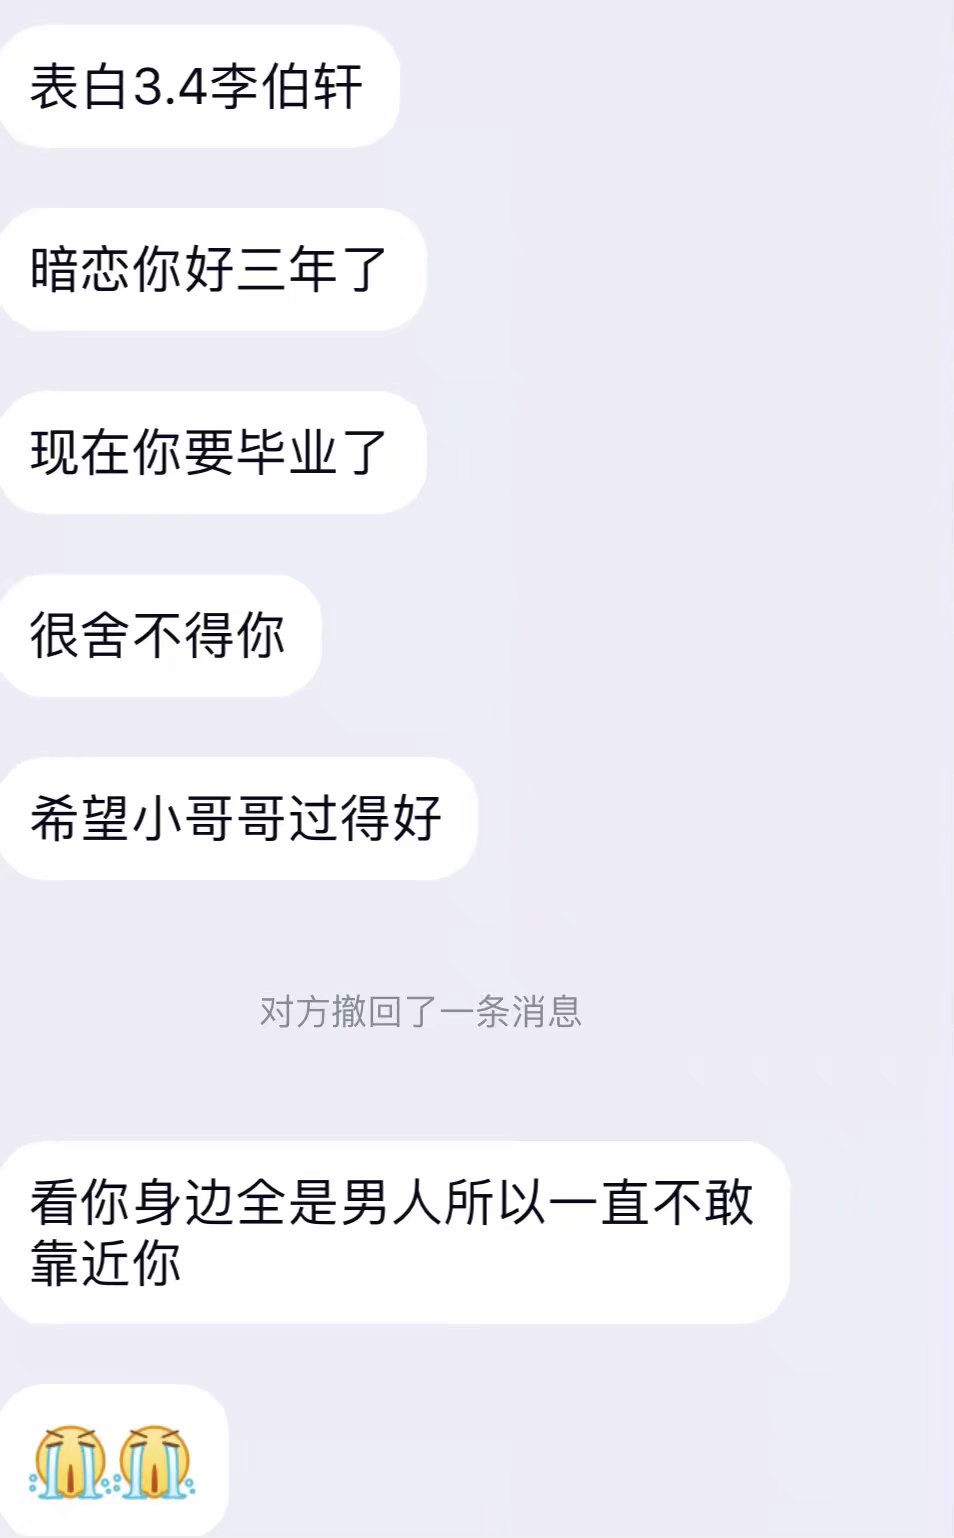 表白3.4李伯轩
暗恋你好三年了
现在你要毕业了
很舍不得你
希望小哥哥过得好
对方撤回了一条消息
看你身边全是男人所以一直不敢
靠近你